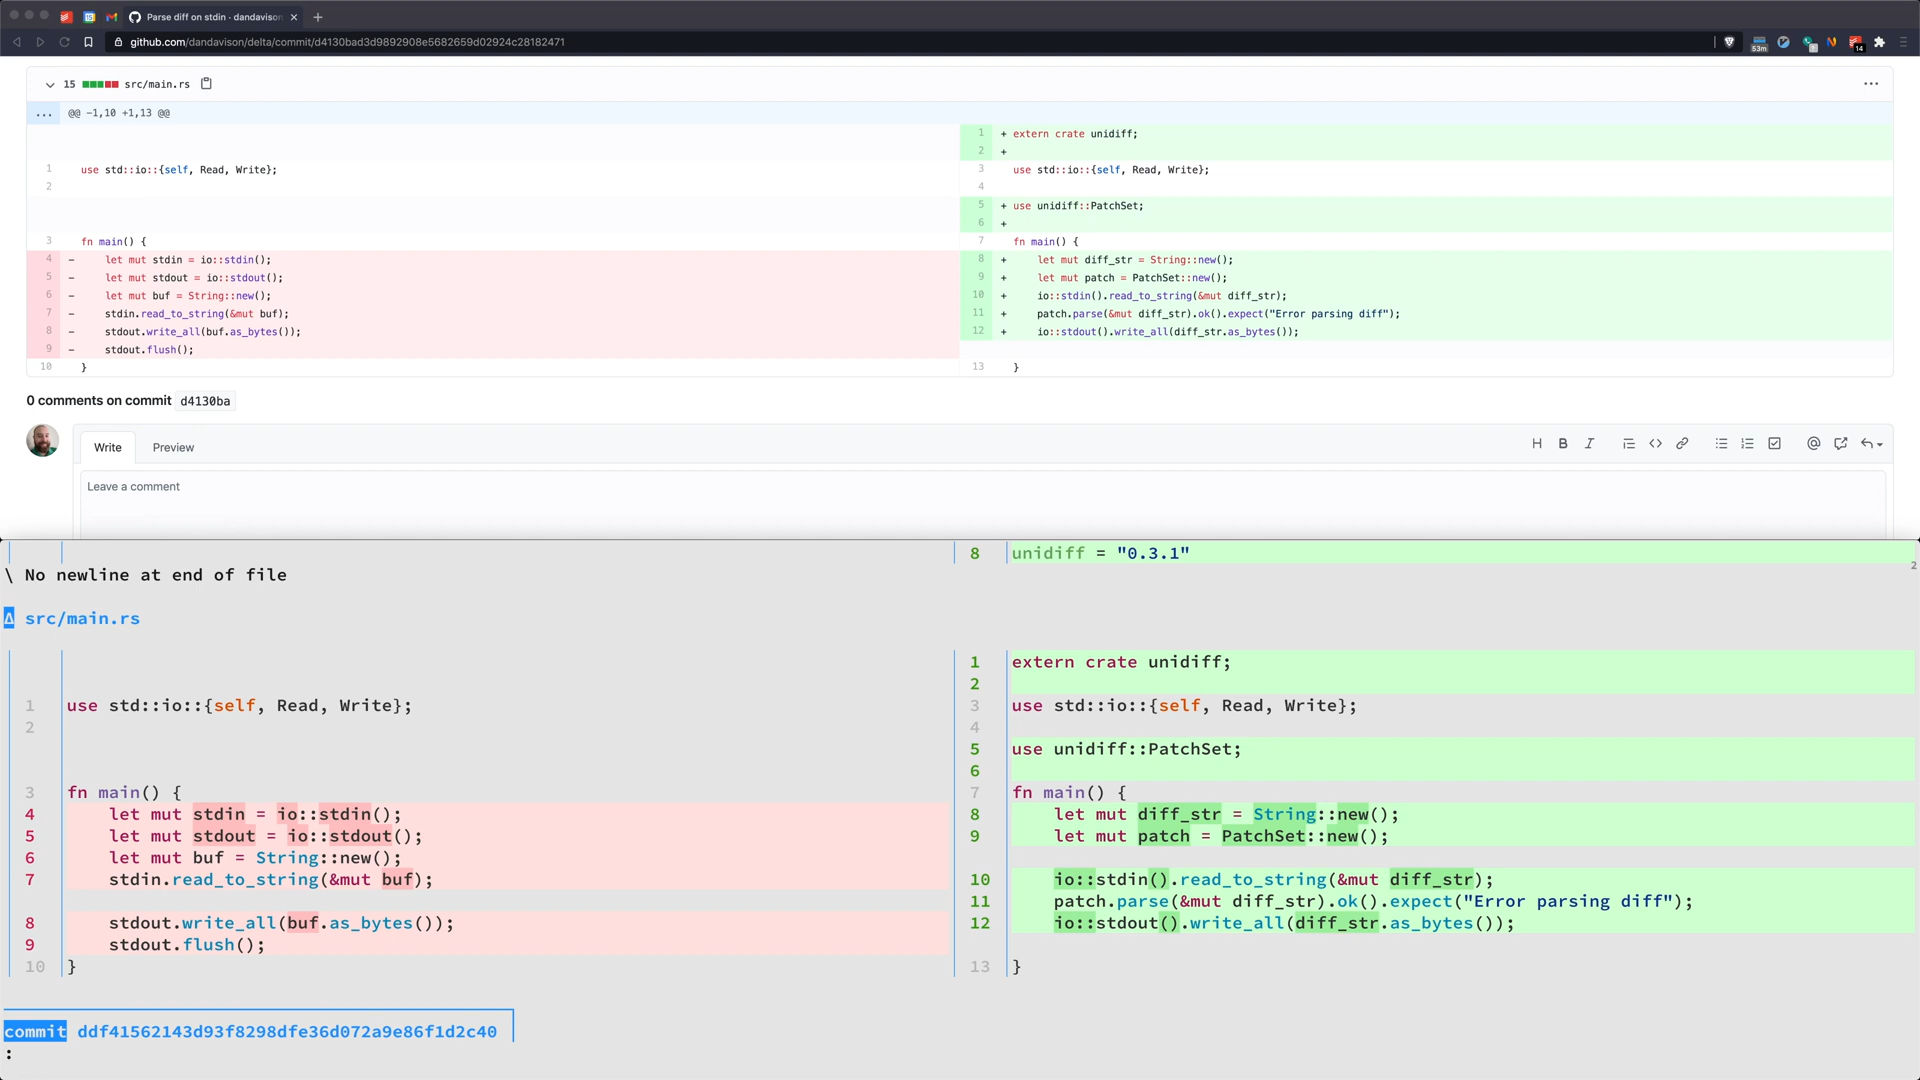 Parse diff on stdin · dandavison
github.com/dandavison/delta/commit/d4130bad3d9892908e5682659d02924c28182471
53m
14
15 src/main.rs
... @@ -1,10 +1,13 @@
1 + extern crate unidiff;
2 +
1 use std::io::{self, Read, Write}; 3 use std::io::{self, Read, Write};
2 4
5 + use unidiff::PatchSet;
6 +
3 fn main() { 7 fn main() {
4 - let mut stdin = io::stdin(); 8 + let mut diff_str = String::new();
5 - let mut stdout = io::stdout(); 9 + let mut patch = PatchSet::new();
6 - let mut buf = String::new(); 10 + io::stdin().read_to_string(&mut diff_str);
7 - stdin.read_to_string(&mut buf); 11 + patch.parse(&mut diff_str).ok().expect("Error parsing diff");
8 - stdout.write_all(buf.as_bytes()); 12 + io::stdout().write_all(diff_str.as_bytes());
9 - stdout.flush();
10 } 13 }
0 comments on commit d4130ba
Write Preview
Leave a comment
8 unidiff = "0.3.1"
\ No newline at end of file
2
Δ src/main.rs
1 extern crate unidiff;
2
1 use std::io::{self, Read, Write}; 3 use std::io::{self, Read, Write};
2 4
5 use unidiff::PatchSet;
6
3 fn main() { 7 fn main() {
4 let mut stdin = io::stdin(); 8 let mut diff_str = String::new();
5 let mut stdout = io::stdout(); 9 let mut patch = PatchSet::new();
6 let mut buf = String::new();
7 stdin.read_to_string(&mut buf); 10 io::stdin().read_to_string(&mut diff_str);
11 patch.parse(&mut diff_str).ok().expect("Error parsing diff");
8 stdout.write_all(buf.as_bytes()); 12 io::stdout().write_all(diff_str.as_bytes());
9 stdout.flush();
10 } 13 }
commit ddf41562143d93f8298dfe36d072a9e86f1d2c40
: